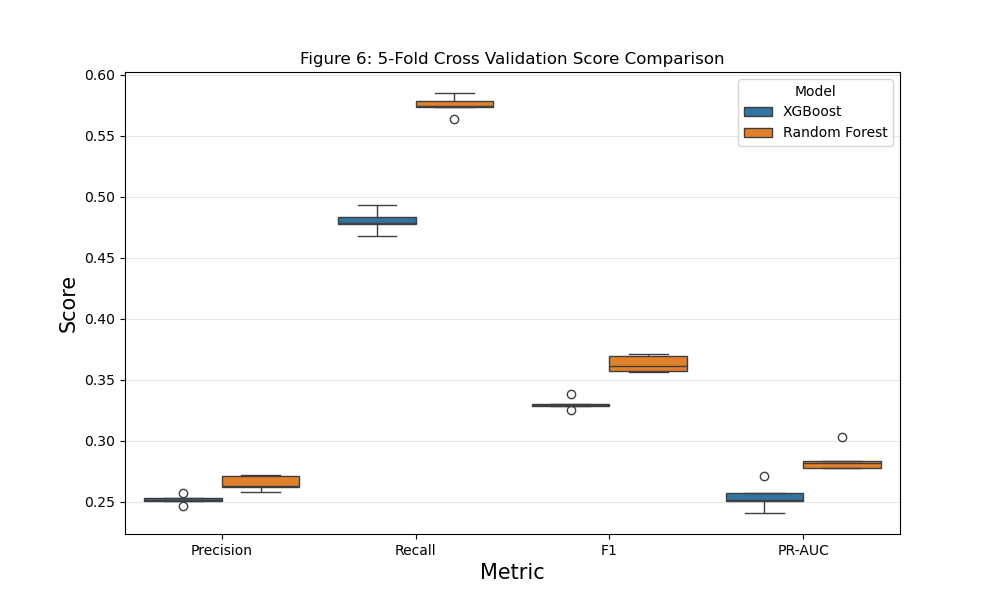 Figure 6: 5-Fold Cross Validation Score Comparison
Model
XGBoost
Random Forest
0.60
0.55
0.50
0.45
0.40
0.35
0.30
0.25
Score
Precision
Recall
F1
PR-AUC
Metric